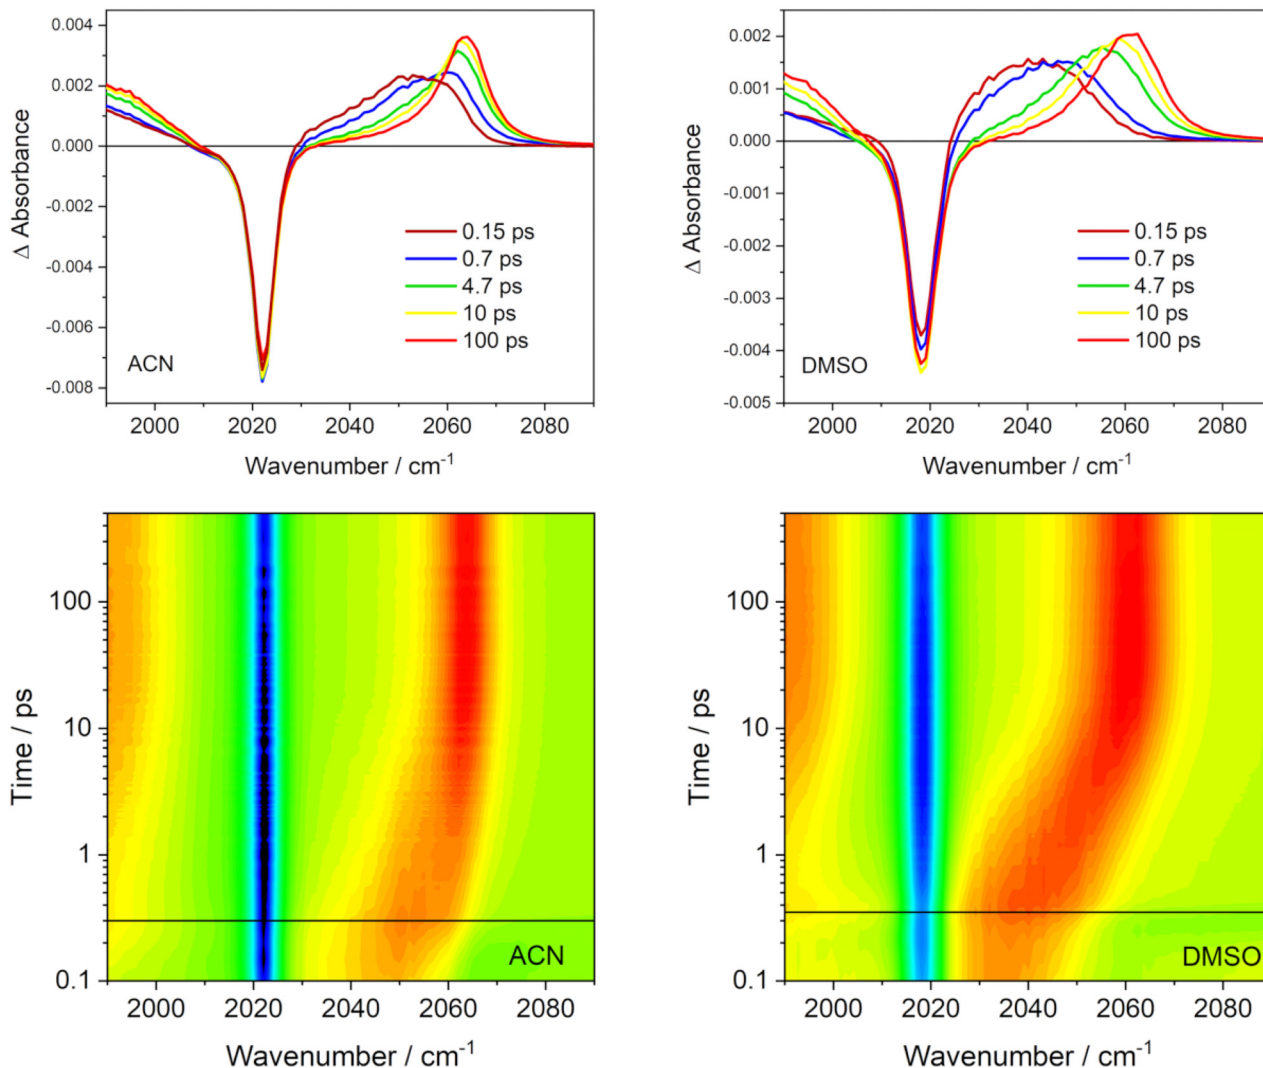 0.004
0.002
0.000
-0.002
-0.004
-0.006
-0.008
Δ Absorbance
0.15 ps
0.7 ps
4.7 ps
10 ps
100 ps
ACN
2000 2020 2040 2060 2080
Wavenumber / cm⁻¹
0.002
0.001
0.000
-0.001
-0.002
-0.003
-0.004
-0.005
Δ Absorbance
0.15 ps
0.7 ps
4.7 ps
10 ps
100 ps
DMSO
2000 2020 2040 2060 2080
Wavenumber / cm⁻¹
100
10
1
0.1
Time / ps
ACN
2000 2020 2040 2060 2080
Wavenumber / cm⁻¹
100
10
1
0.1
Time / ps
DMSO
2000 2020 2040 2060 2080
Wavenumber / cm⁻¹